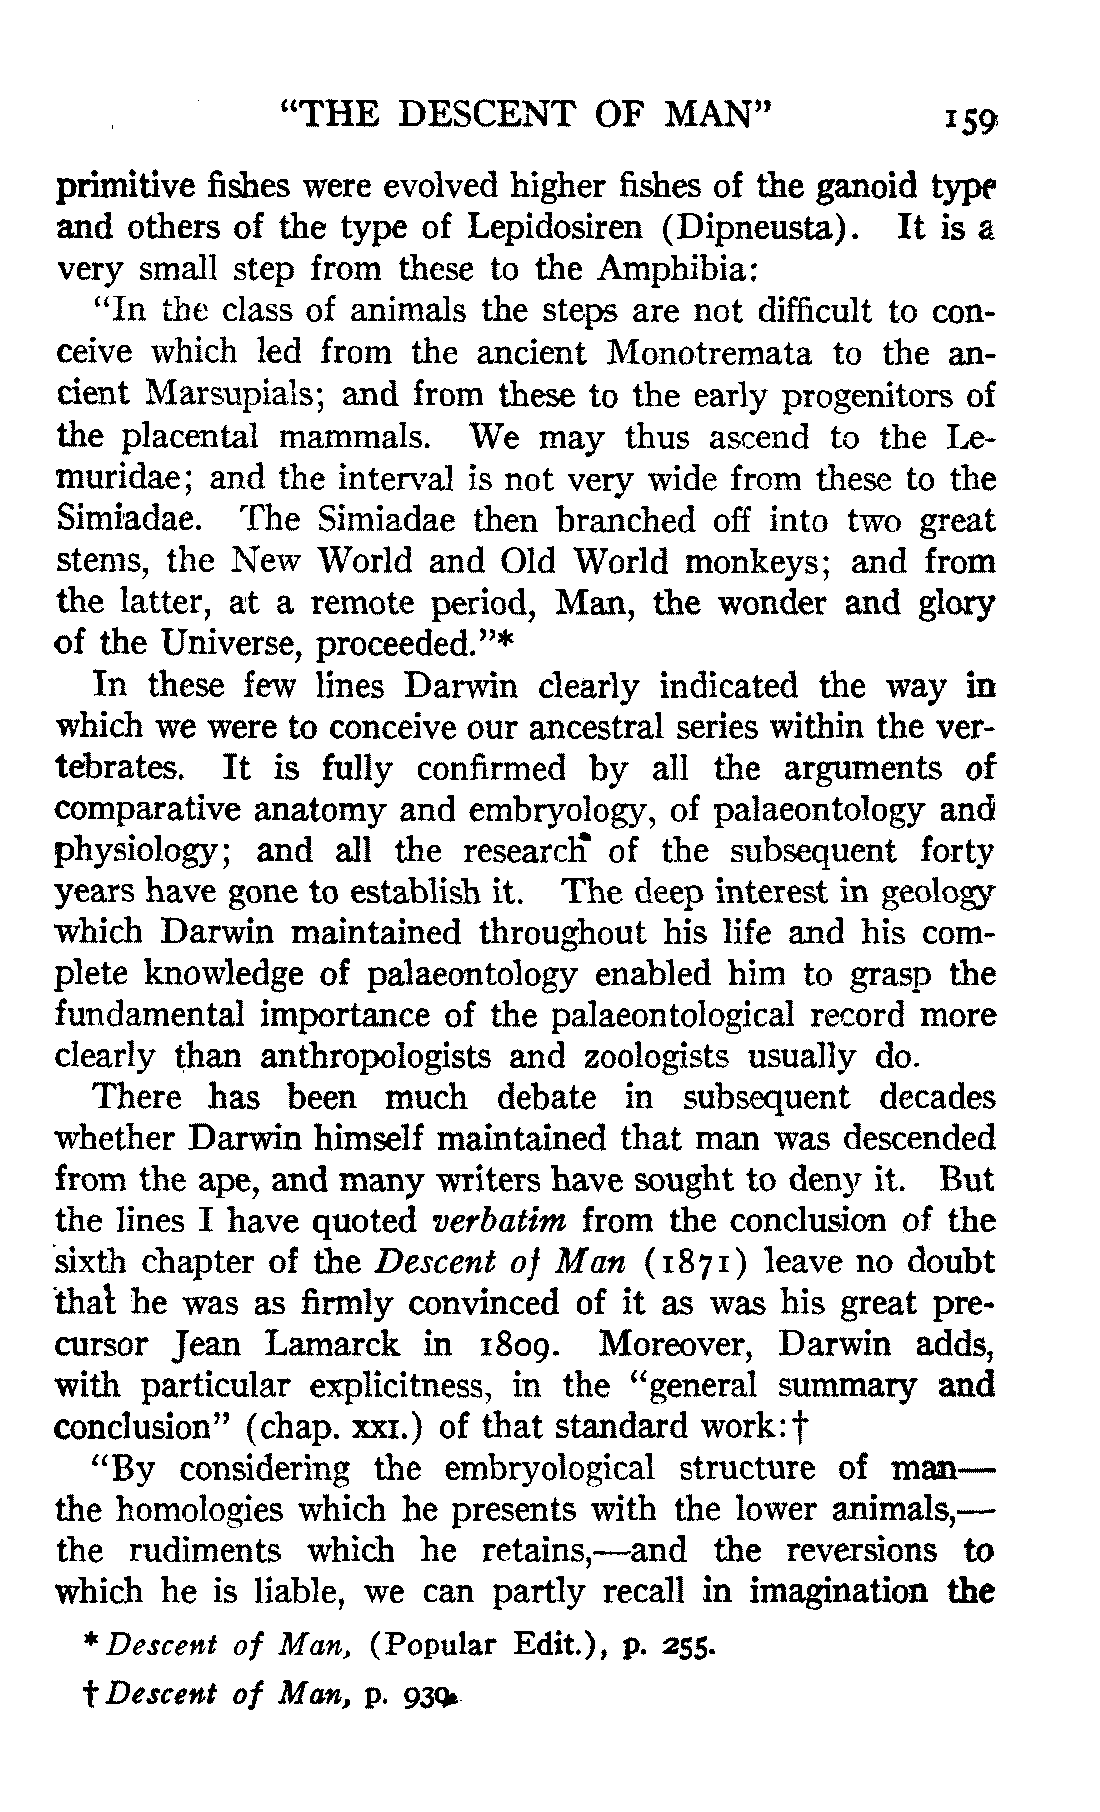 "THE DESCENT OF MAN" 159
primitive fishes were evolved higher fishes of the ganoid type
and others of the type of Lepidosiren (Dipneusta). It is a
very small step from these to the Amphibia:
"In the class of animals the steps are not difficult to con-
ceive which led from the ancient Monotremata to the an-
cient Marsupials; and from these to the early progenitors of
the placental mammals. We may thus ascend to the Le-
muridae; and the interval is not very wide from these to the
Simiadae. The Simiadae then branched off into two great
stems, the New World and Old World monkeys; and from
the latter, at a remote period, Man, the wonder and glory
of the Universe, proceeded."*
In these few lines Darwin clearly indicated the way in
which we were to conceive our ancestral series within the ver-
tebrates. It is fully confirmed by all the arguments of
comparative anatomy and embryology, of palaeontology and
physiology; and all the research of the subsequent forty
years have gone to establish it. The deep interest in geology
which Darwin maintained throughout his life and his com-
plete knowledge of palaeontology enabled him to grasp the
fundamental importance of the palaeontological record more
clearly than anthropologists and zoologists usually do.
There has been much debate in subsequent decades
whether Darwin himself maintained that man was descended
from the ape, and many writers have sought to deny it. But
the lines I have quoted verbatim from the conclusion of the
sixth chapter of the Descent of Man (1871) leave no doubt
that he was as firmly convinced of it as was his great pre-
cursor Jean Lamarck in 1809. Moreover, Darwin adds,
with particular explicitness, in the "general summary and
conclusion" (chap. XXI.) of that standard work:†
"By considering the embryological structure of man—
the homologies which he presents with the lower animals,—
the rudiments which he retains,—and the reversions to
which he is liable, we can partly recall in imagination the
* Descent of Man, (Popular Edit.), p. 255.
† Descent of Man, p. 930.